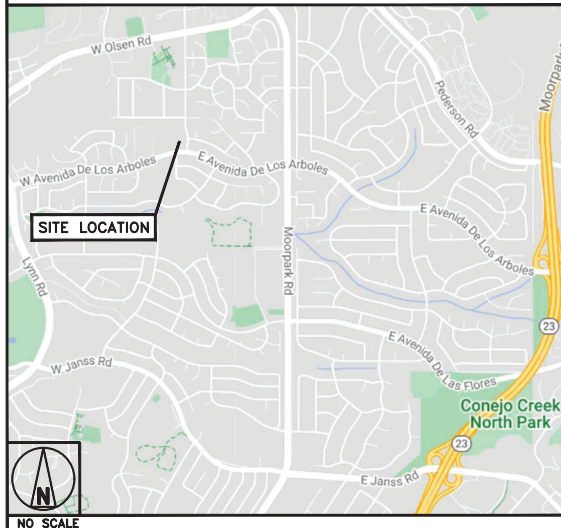 W Olsen Rd
Pederson Rd
Moorpark
W Avenida De Los Arboles
E Avenida De Los Arboles
SITE LOCATION
E Avenida De Los Arboles
Lynn Rd
Moorpark Rd
23
E Avenida De Las Flores
W Janss Rd
Conejo Creek
North Park
23
E Janss Rd
N
NO SCALE